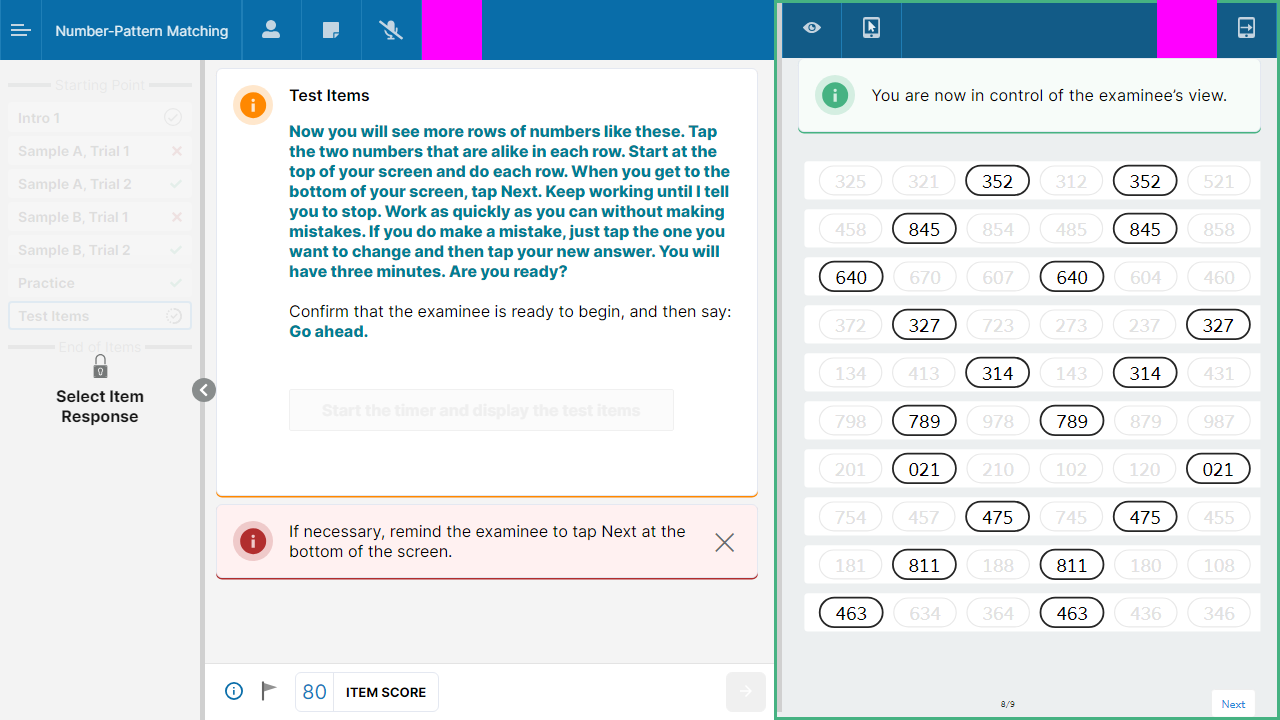 Number-Pattern Matching
Starting Point
Intro 1
Sample A, Trial 1
Sample A, Trial 2
Sample B, Trial 1
Sample B, Trial 2
Practice
Test Items
End of Items
Select Item
Response
Test Items
Now you will see more rows of numbers like these. Tap
the two numbers that are alike in each row. Start at the
top of your screen and do each row. When you get to the
bottom of your screen, tap Next. Keep working until I tell
you to stop. Work as quickly as you can without making
mistakes. If you do make a mistake, just tap the one you
want to change and then tap your new answer. You will
have three minutes. Are you ready?
Confirm that the examinee is ready to begin, and then say:
Go ahead.
Start the timer and display the test items
If necessary, remind the examinee to tap Next at the
bottom of the screen.
80 ITEM SCORE
You are now in control of the examinee’s view.
325 321 352 312 352 521
458 845 854 485 845 858
640 670 607 640 604 460
372 327 723 273 237 327
134 413 314 143 314 431
798 789 978 789 879 987
201 021 210 102 120 021
754 457 475 745 475 455
181 811 188 811 180 108
463 634 364 463 436 346
8/9
Next